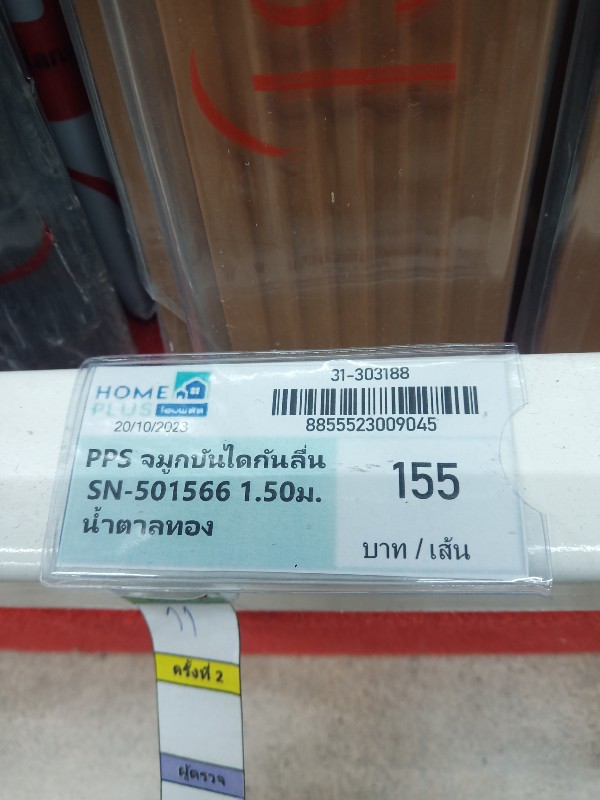 31-303188
HOME
PLUS โฮมพลัส
20/10/2023
8855523009045
PPS จมูกบันไดกันลื่น
SN-501566 1.50ม.
น้ำตาลทอง
155
บาท / เส้น
ครั้งที่ 2
ผู้ตรวจ